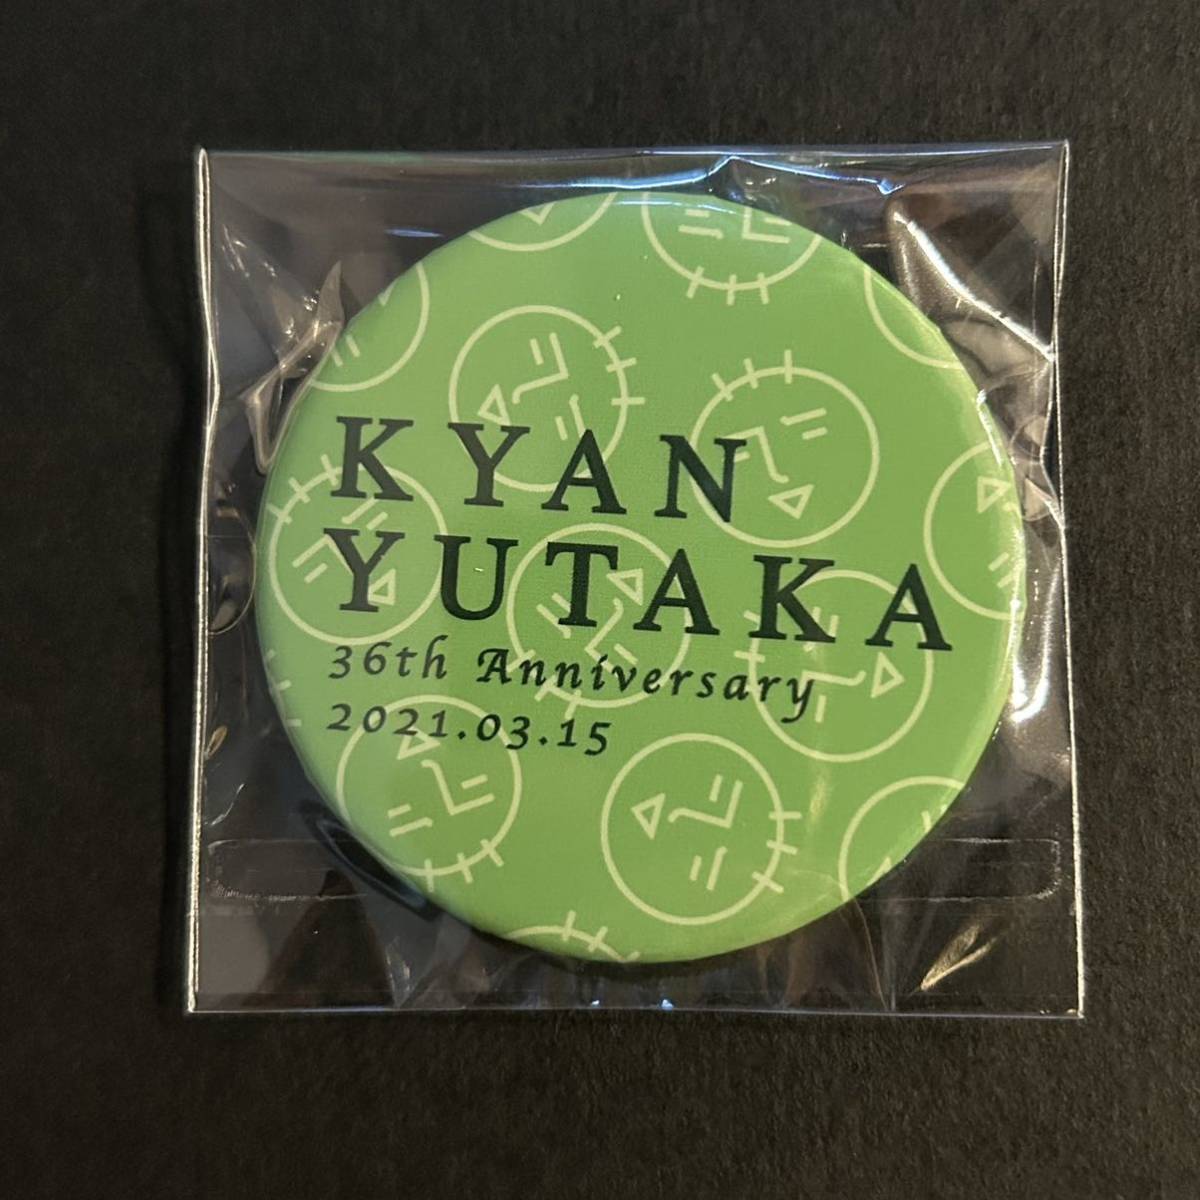 KYAN
YUTAKA
36th Anniversary
2021.03.15